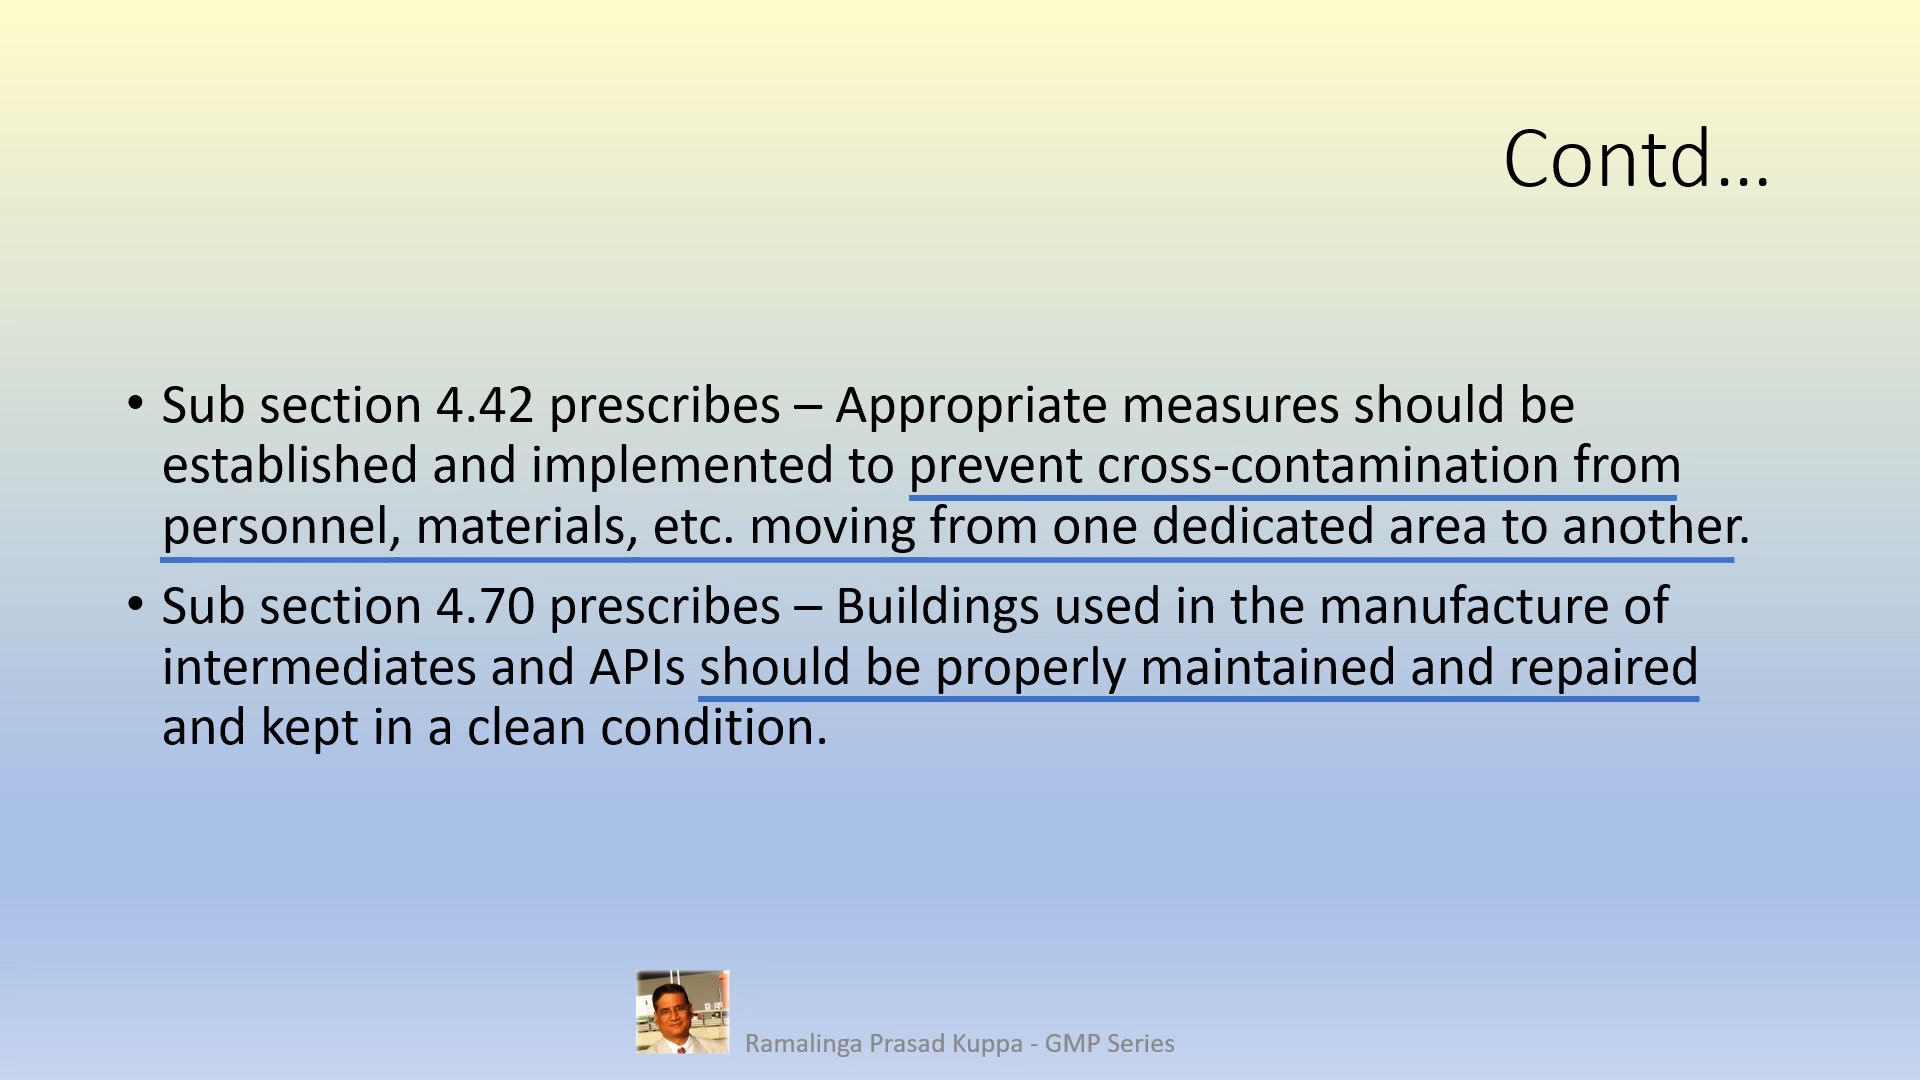 Contd...
• Sub section 4.42 prescribes – Appropriate measures should be
established and implemented to prevent cross-contamination from
personnel, materials, etc. moving from one dedicated area to another.
• Sub section 4.70 prescribes – Buildings used in the manufacture of
intermediates and APIs should be properly maintained and repaired
and kept in a clean condition.
Ramalinga Prasad Kuppa - GMP Series